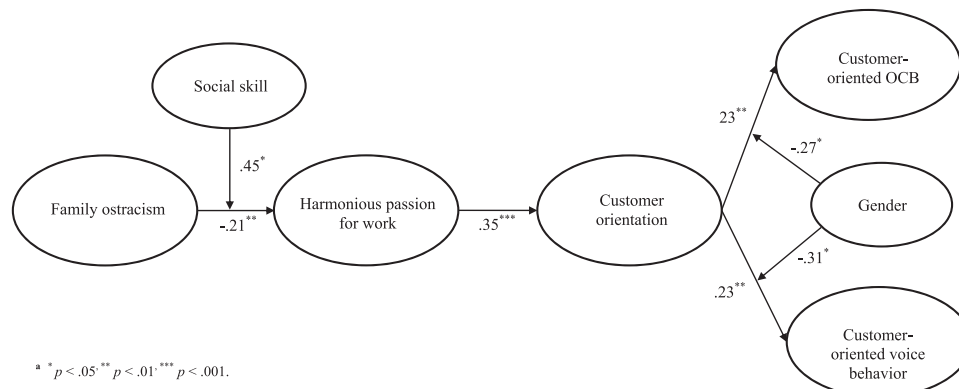 Customer-
oriented OCB
Social skill
23**
.45*
-.27*
Family ostracism
-.21**
Harmonious passion
for work
.35***
Customer
orientation
Gender
-.31*
.23**
Customer-
oriented voice
behavior
a * p < .05, ** p < .01, *** p < .001.